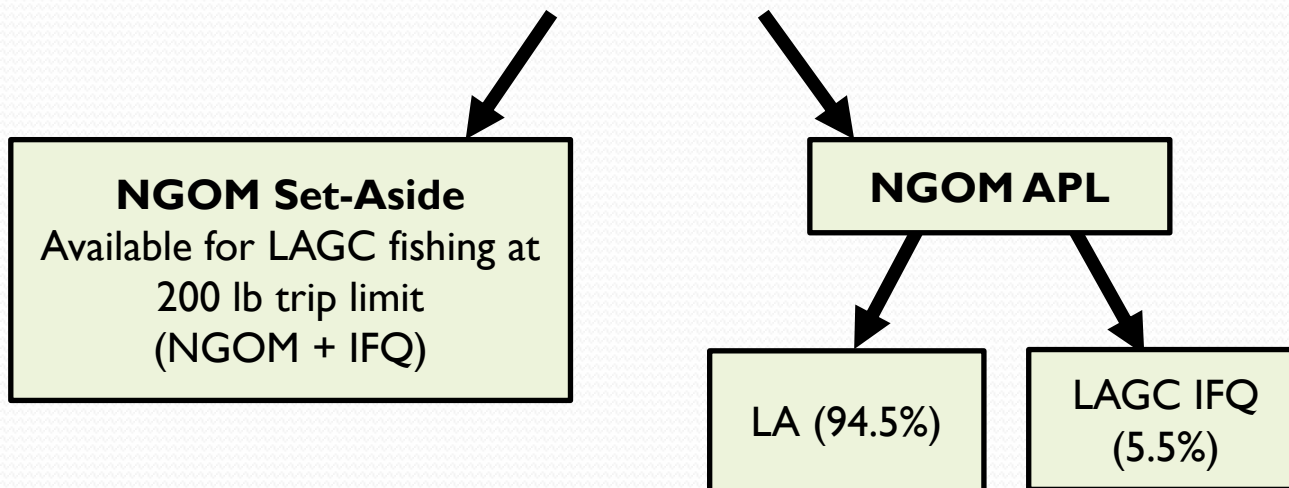 NGOM Set-Aside
Available for LAGC fishing at
200 lb trip limit
(NGOM + IFQ)
NGOM APL
LA (94.5%)
LAGC IFQ
(5.5%)